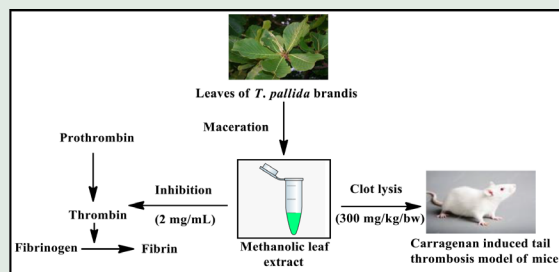 Leaves of T. pallida brandis
Maceration
Prothrombin
Inhibition
Clot lysis
(2 mg/mL)
(300 mg/kg/bw)
Thrombin
Fibrinogen
Fibrin
Methanolic leaf
extract
Carragenan induced tail
thrombosis model of mice